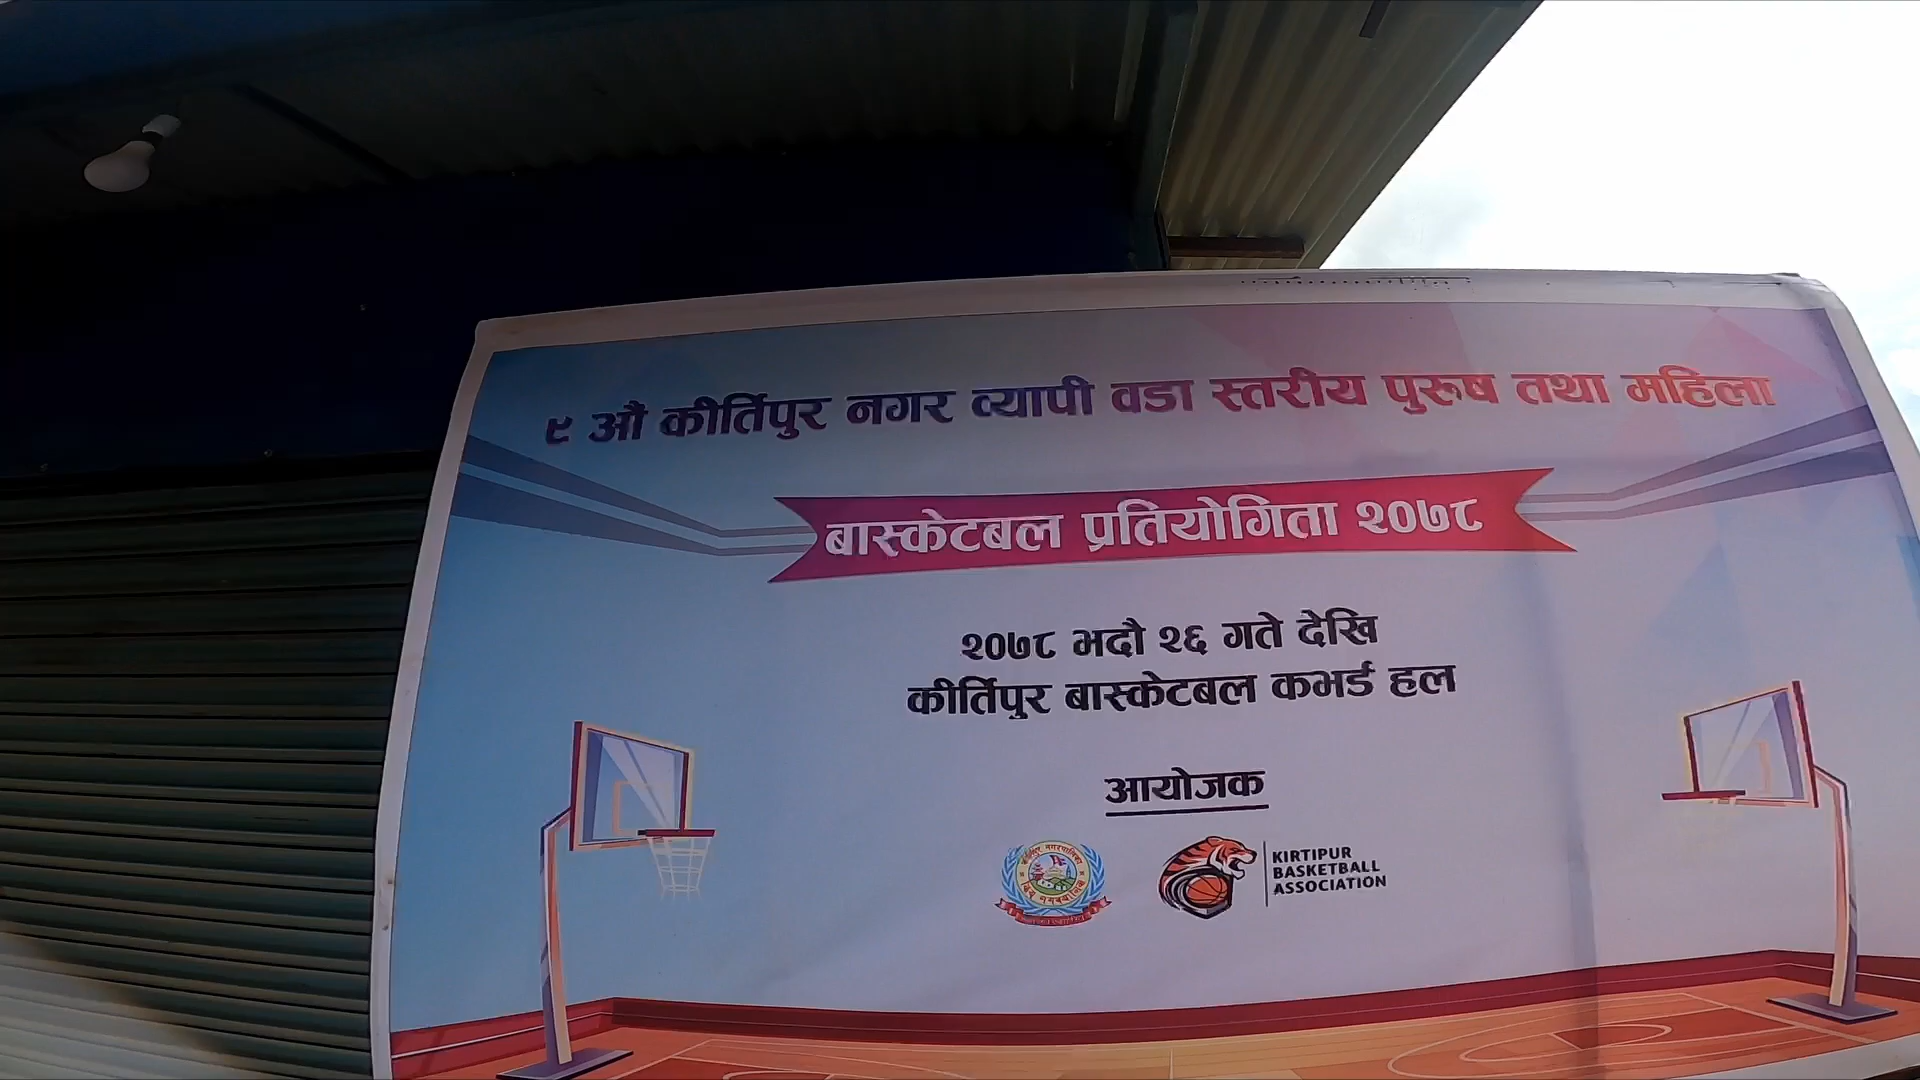 ९ औ कीर्तिपुर नगर व्यापी वडा स्तरीय पुरुष तथा महिला
बास्केटबल प्रतियोगिता २०७८
२०७८ भदौ २६ गते देखि
कीर्तिपुर बास्केटबल कभर्ड हल
आयोजक
कीर्तिपुर नगरपालिका
KIRTIPUR
BASKETBALL
ASSOCIATION